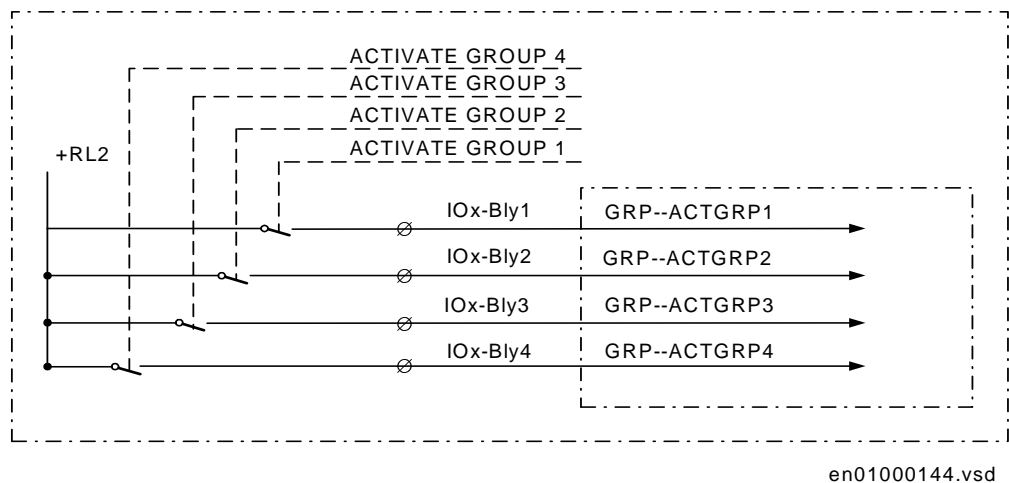 ACTIVATE GROUP 4
ACTIVATE GROUP 3
ACTIVATE GROUP 2
ACTIVATE GROUP 1
+RL2
IOx-Bly1 GRP--ACTGRP1
IOx-Bly2 GRP--ACTGRP2
IOx-Bly3 GRP--ACTGRP3
IOx-Bly4 GRP--ACTGRP4
en01000144.vsd